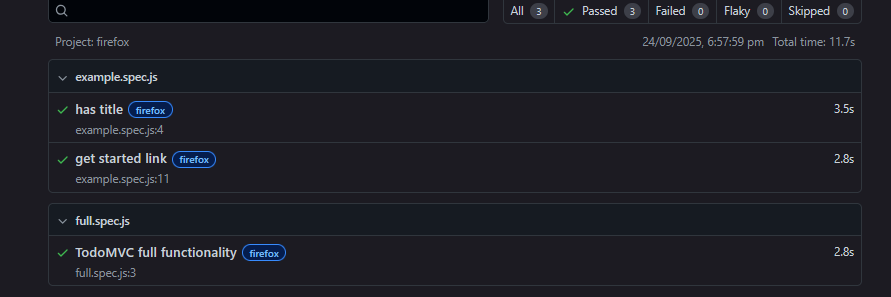 All 3 Passed 3 Failed 0 Flaky 0 Skipped 0
Project: firefox 24/09/2025, 6:57:59 pm Total time: 11.7s
example.spec.js
has title firefox 3.5s
example.spec.js:4
get started link firefox 2.8s
example.spec.js:11
full.spec.js
TodoMVC full functionality firefox 2.8s
full.spec.js:3